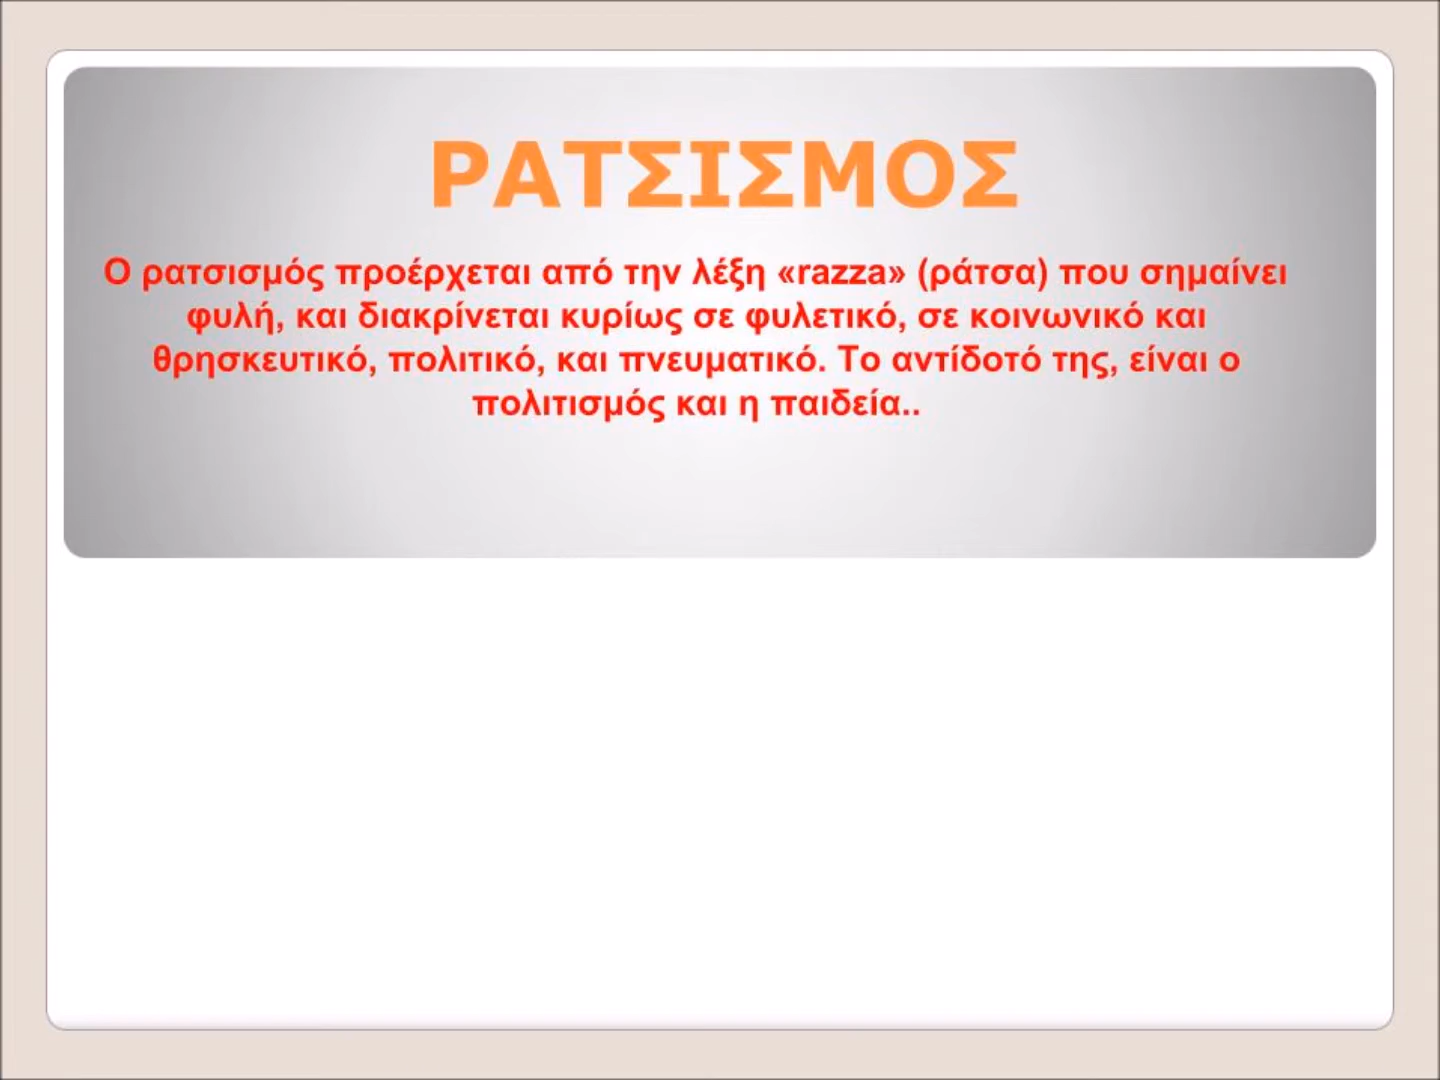 ΡΑΤΣΙΣΜΟΣ
Ο ρατσισμός προέρχεται από την λέξη «razza» (ράτσα) που σημαίνει
φυλή, και διακρίνεται κυρίως σε φυλετικό, σε κοινωνικό και
θρησκευτικό, πολιτικό, και πνευματικό. Το αντίδοτό της, είναι ο
πολιτισμός και η παιδεία..